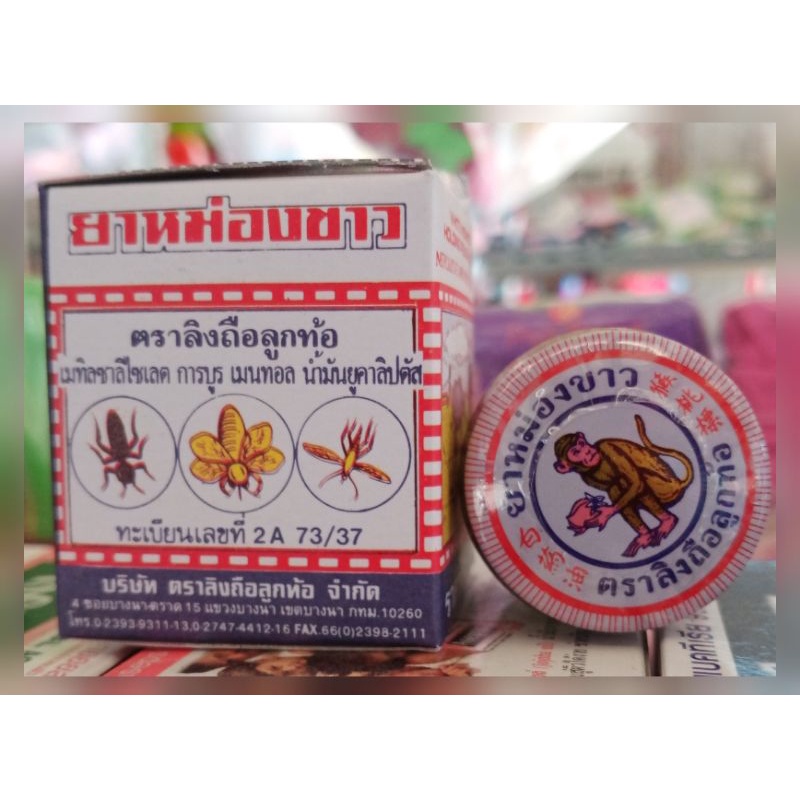 ยาหม่องขาว
ตราลิงถือลูกท้อ
เมทิลซาลิไซเลต การบูร เมนทอล น้ำมันยูคาลิปตัส
ทะเบียนเลขที่ 2A 73/37
บริษัท ตราลิงถือลูกท้อ จำกัด
4 ซอยบางนา-ตราด 15 แขวงบางนา เขตบางนา กทม.10260
โทร.0-2393-9311-13,0-2747-4412-16 FAX.66(0)2398-2111
ยาหม่องขาว
猴桃牌
白萬油
ตราลิงถือลูกท้อ